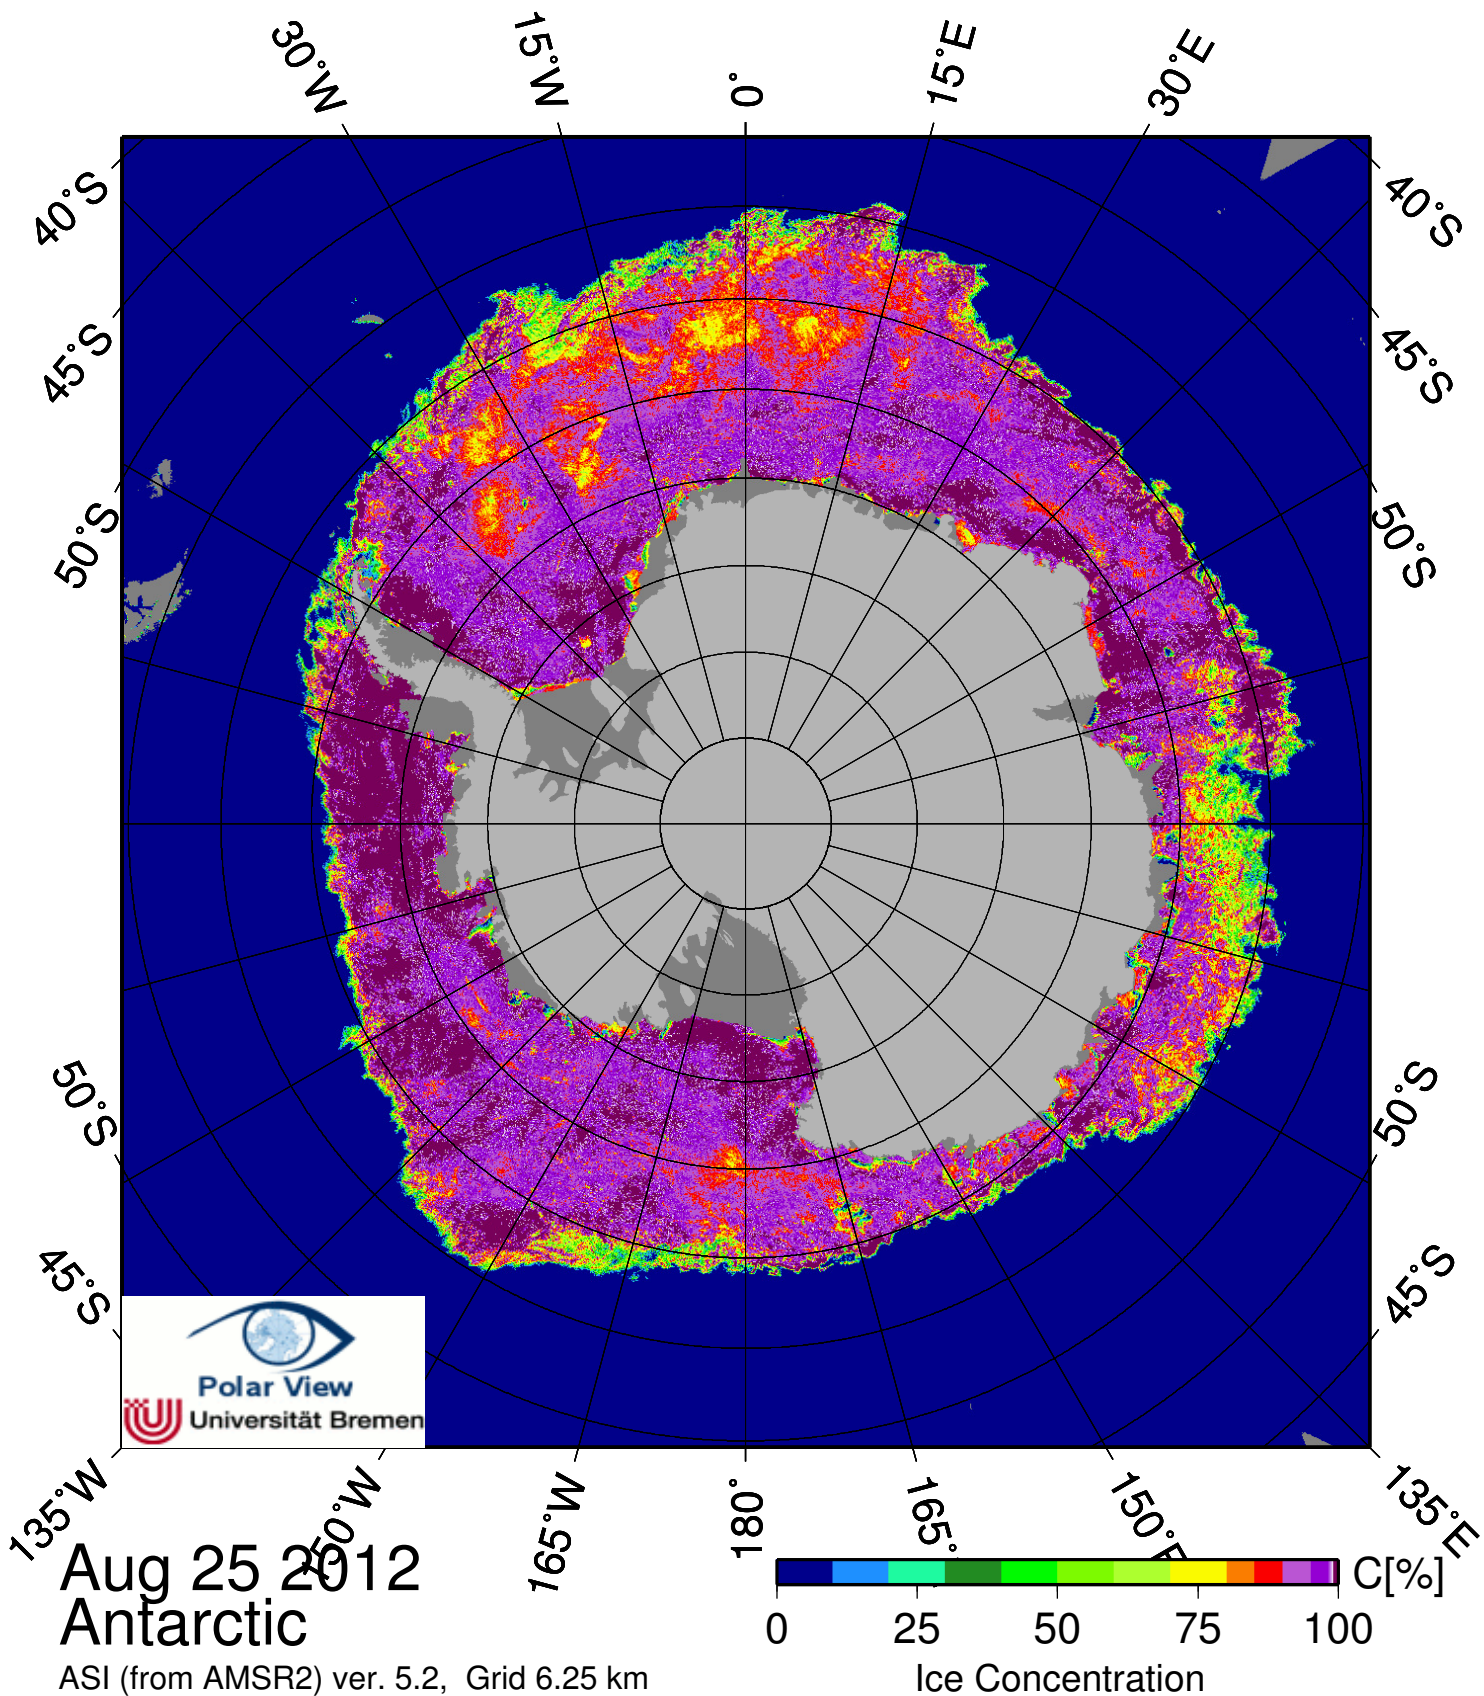 30°W
15°W
0°
15°E
30°E
40°S
40°S
45°S
45°S
50°S
50°S
50°S
50°S
45°S
45°S
Polar View
Universität Bremen
135°W
150°W
165°W
180°
165°
150°E
135°E
Aug 25 2012
Antarctic
ASI (from AMSR2) ver. 5.2, Grid 6.25 km
C[%]
0 25 50 75 100
Ice Concentration